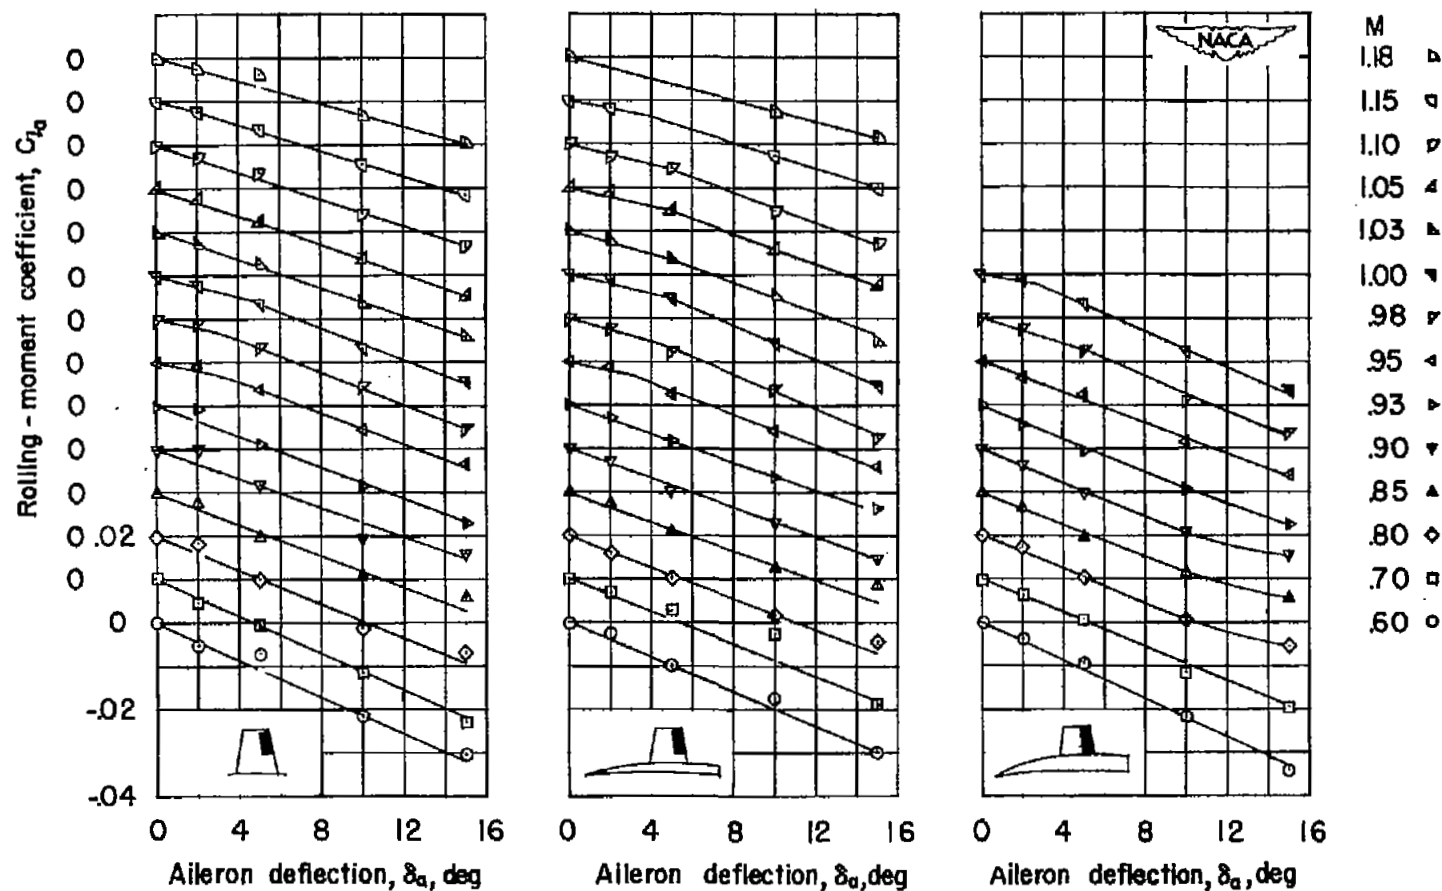 NACA
M
0 1.18
0 1.15
0 1.10
0 1.05
0 1.03
0 1.00
0 .98
0 .95
0 .93
0 .90
0 .85
0 .02 .80
0 .70
0 .60
-.02
-.04
Rolling-moment coefficient, Cₗₐ
0 4 8 12 16 0 4 8 12 16 0 4 8 12 16
Aileron deflection, δₐ, deg Aileron deflection, δₐ, deg Aileron deflection, δₐ, deg